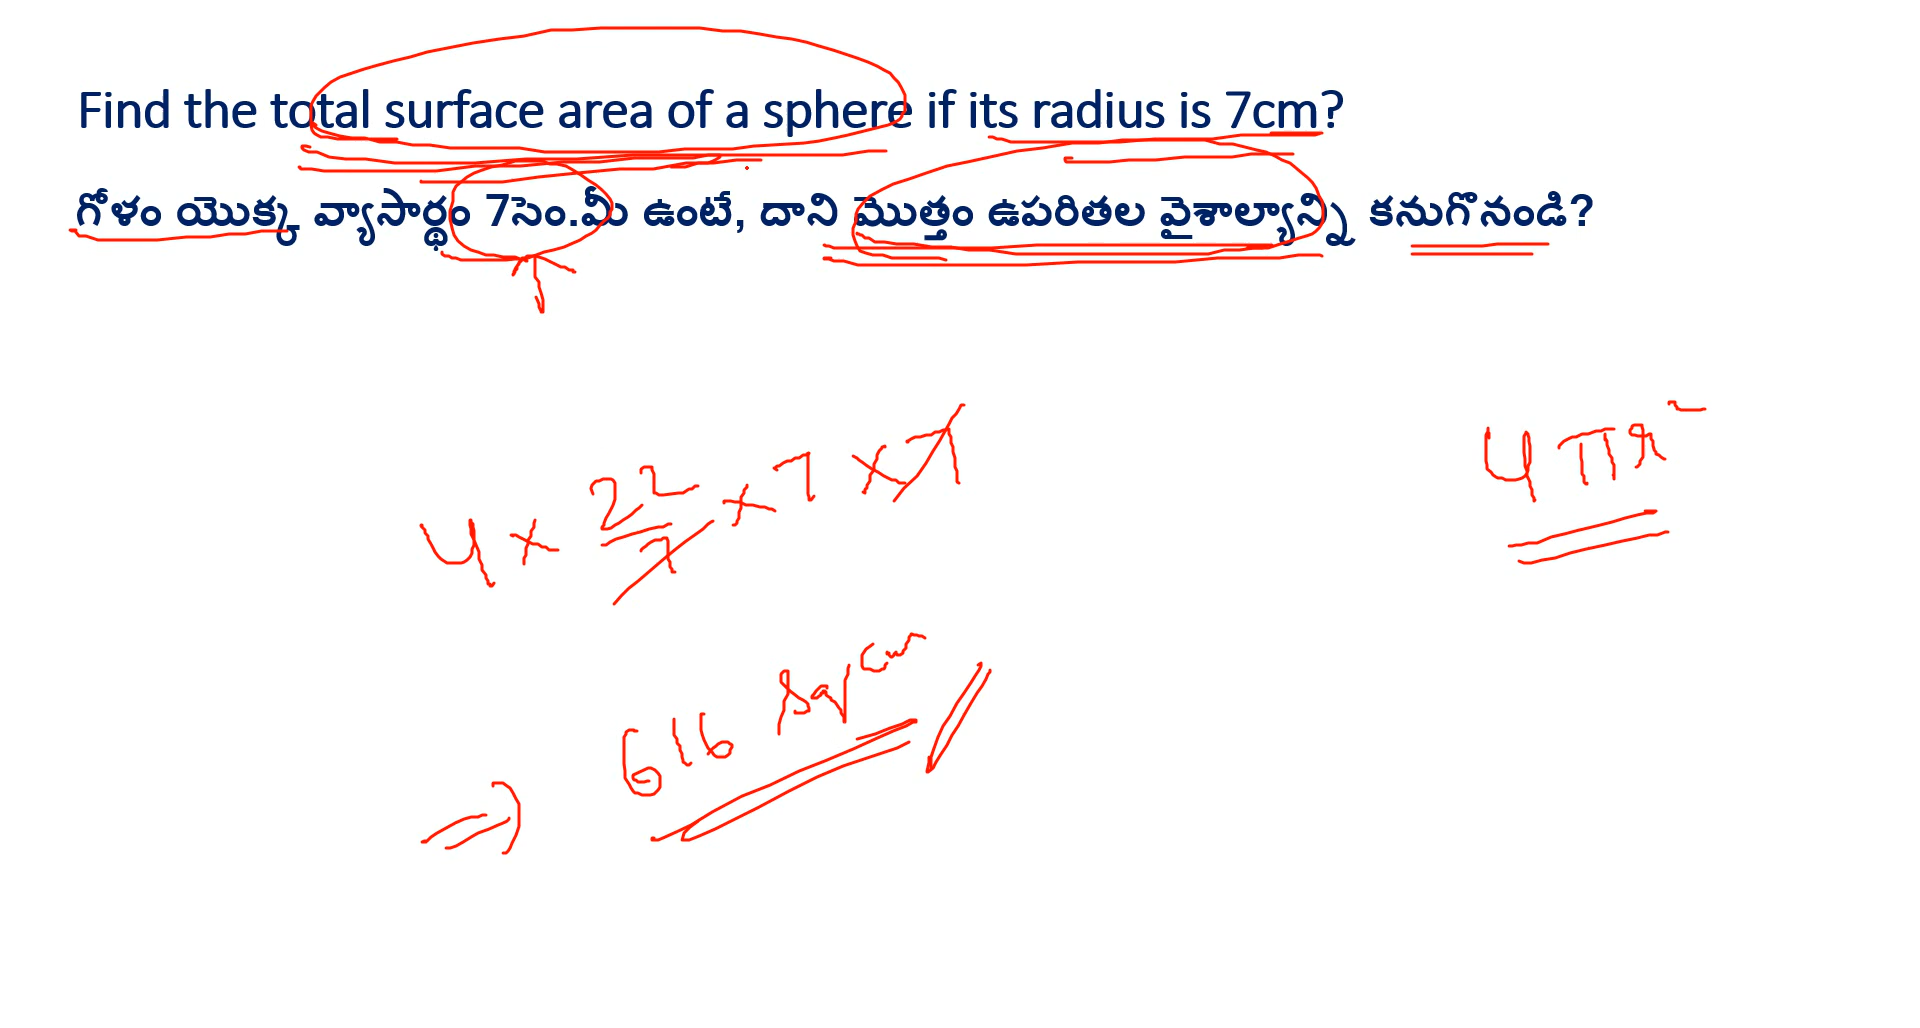 Find the total surface area of a sphere if its radius is 7cm?
గోళం యొక్క వ్యాసార్థం 7సెం.మీ ఉంటే, దాని మొత్తం ఉపరితల వైశాల్యాన్ని కనుగొనండి?
4πr²
4 × 22/7 × 7 × 7
⇒ 616 sq cm